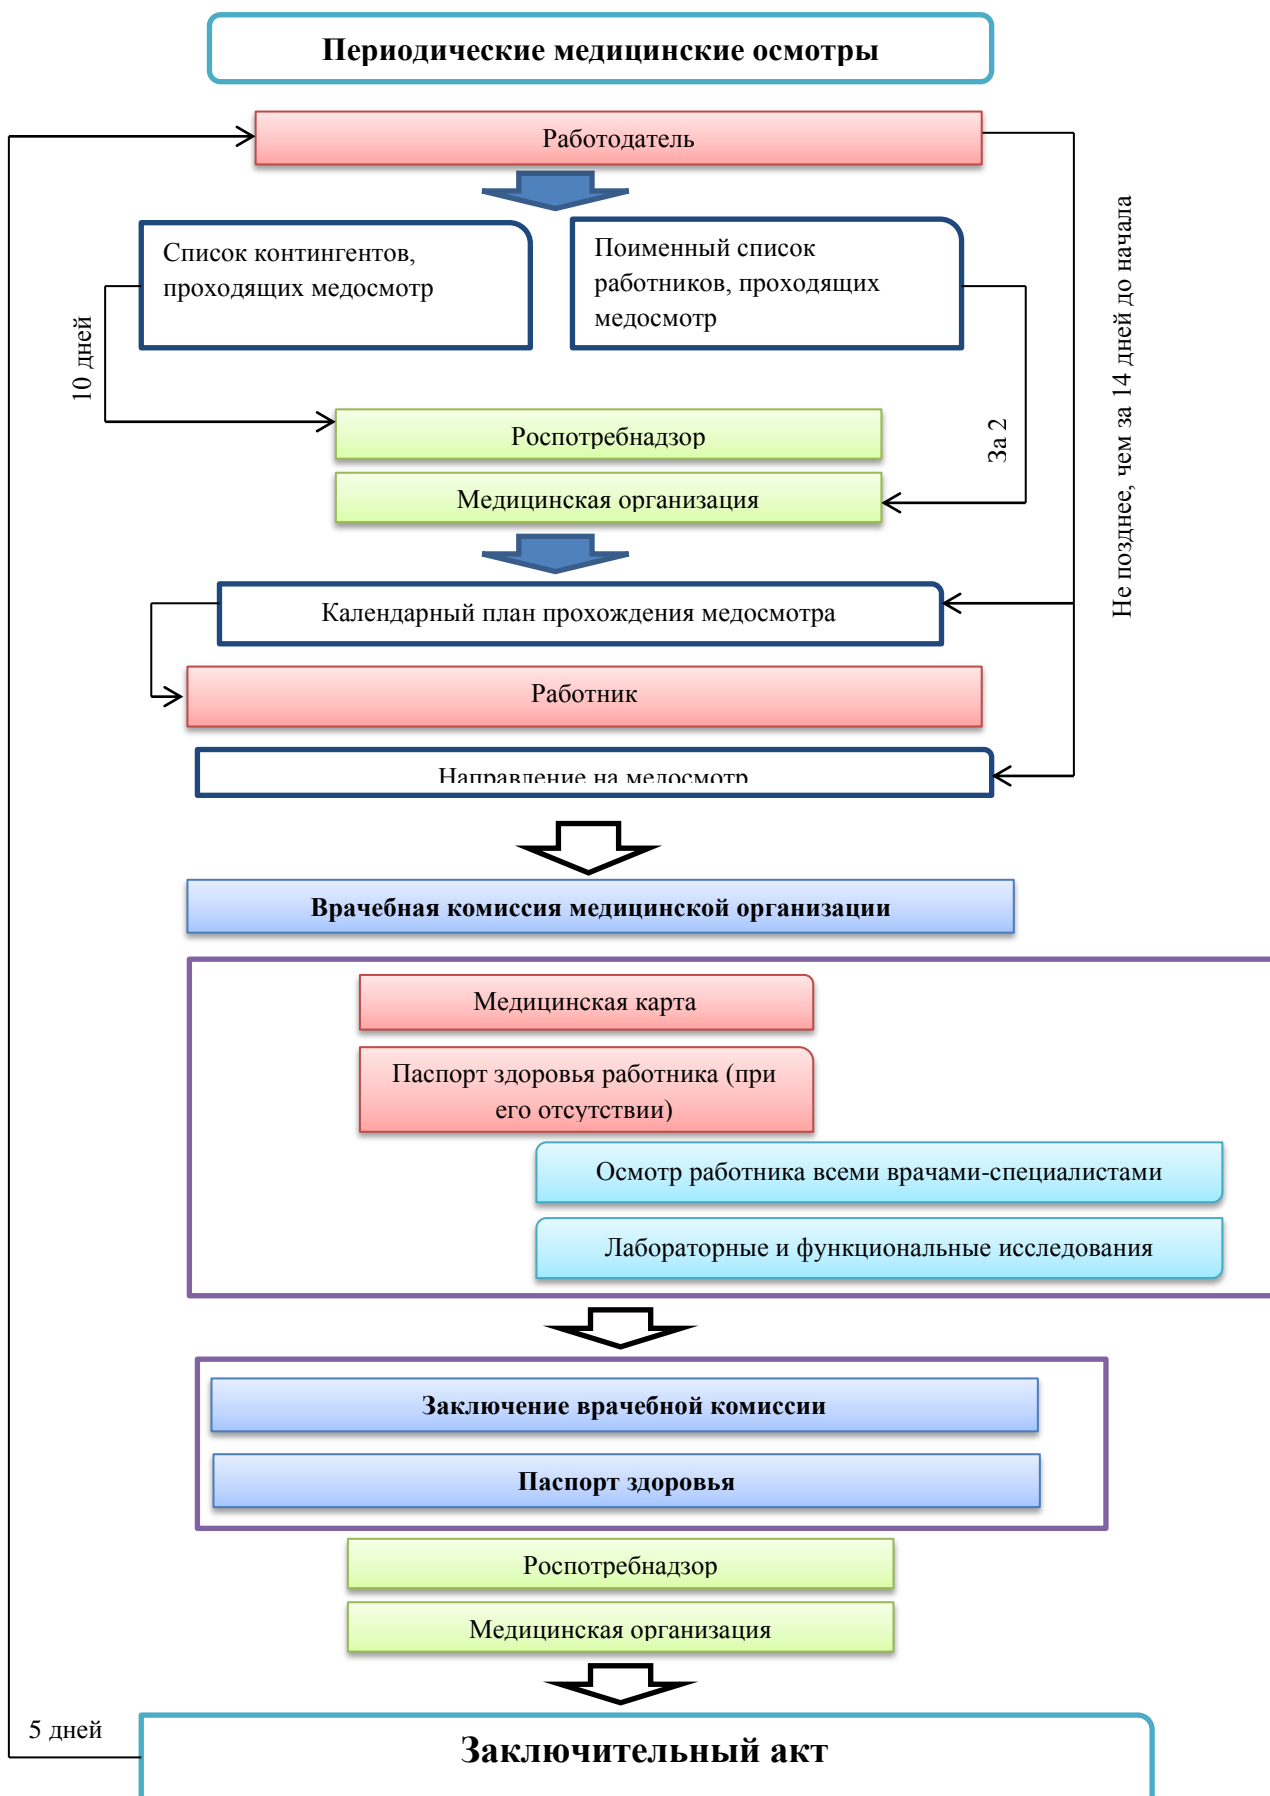 Периодические медицинские осмотры
Работодатель
Список контингентов,
проходящих медосмотр
Поименный список
работников, проходящих
медосмотр
10 дней
За 2
Не позднее, чем за 14 дней до начала
Роспотребнадзор
Медицинская организация
Календарный план прохождения медосмотра
Работник
Направление на медосмотр
Врачебная комиссия медицинской организации
Медицинская карта
Паспорт здоровья работника (при
его отсутствии)
Осмотр работника всеми врачами-специалистами
Лабораторные и функциональные исследования
Заключение врачебной комиссии
Паспорт здоровья
Роспотребнадзор
Медицинская организация
5 дней
Заключительный акт